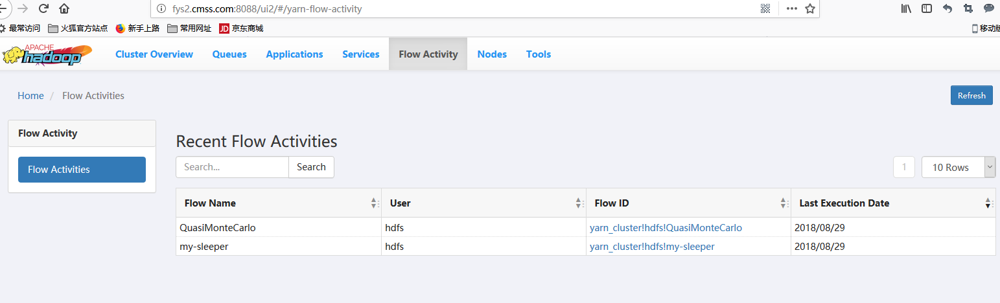 fys2.cmss.com:8088/ui2/#/yarn-flow-activity
最常访问 火狐官方站点 新手上路 常用网址 JD 京东商城 移动版
APACHE hadoop Cluster Overview Queues Applications Services Flow Activity Nodes Tools
Home / Flow Activities Refresh
Flow Activity
Flow Activities
Recent Flow Activities
Search... Search 1 10 Rows
Flow Name User Flow ID Last Execution Date
QuasiMonteCarlo hdfs yarn_cluster!hdfs!QuasiMonteCarlo 2018/08/29
my-sleeper hdfs yarn_cluster!hdfs!my-sleeper 2018/08/29